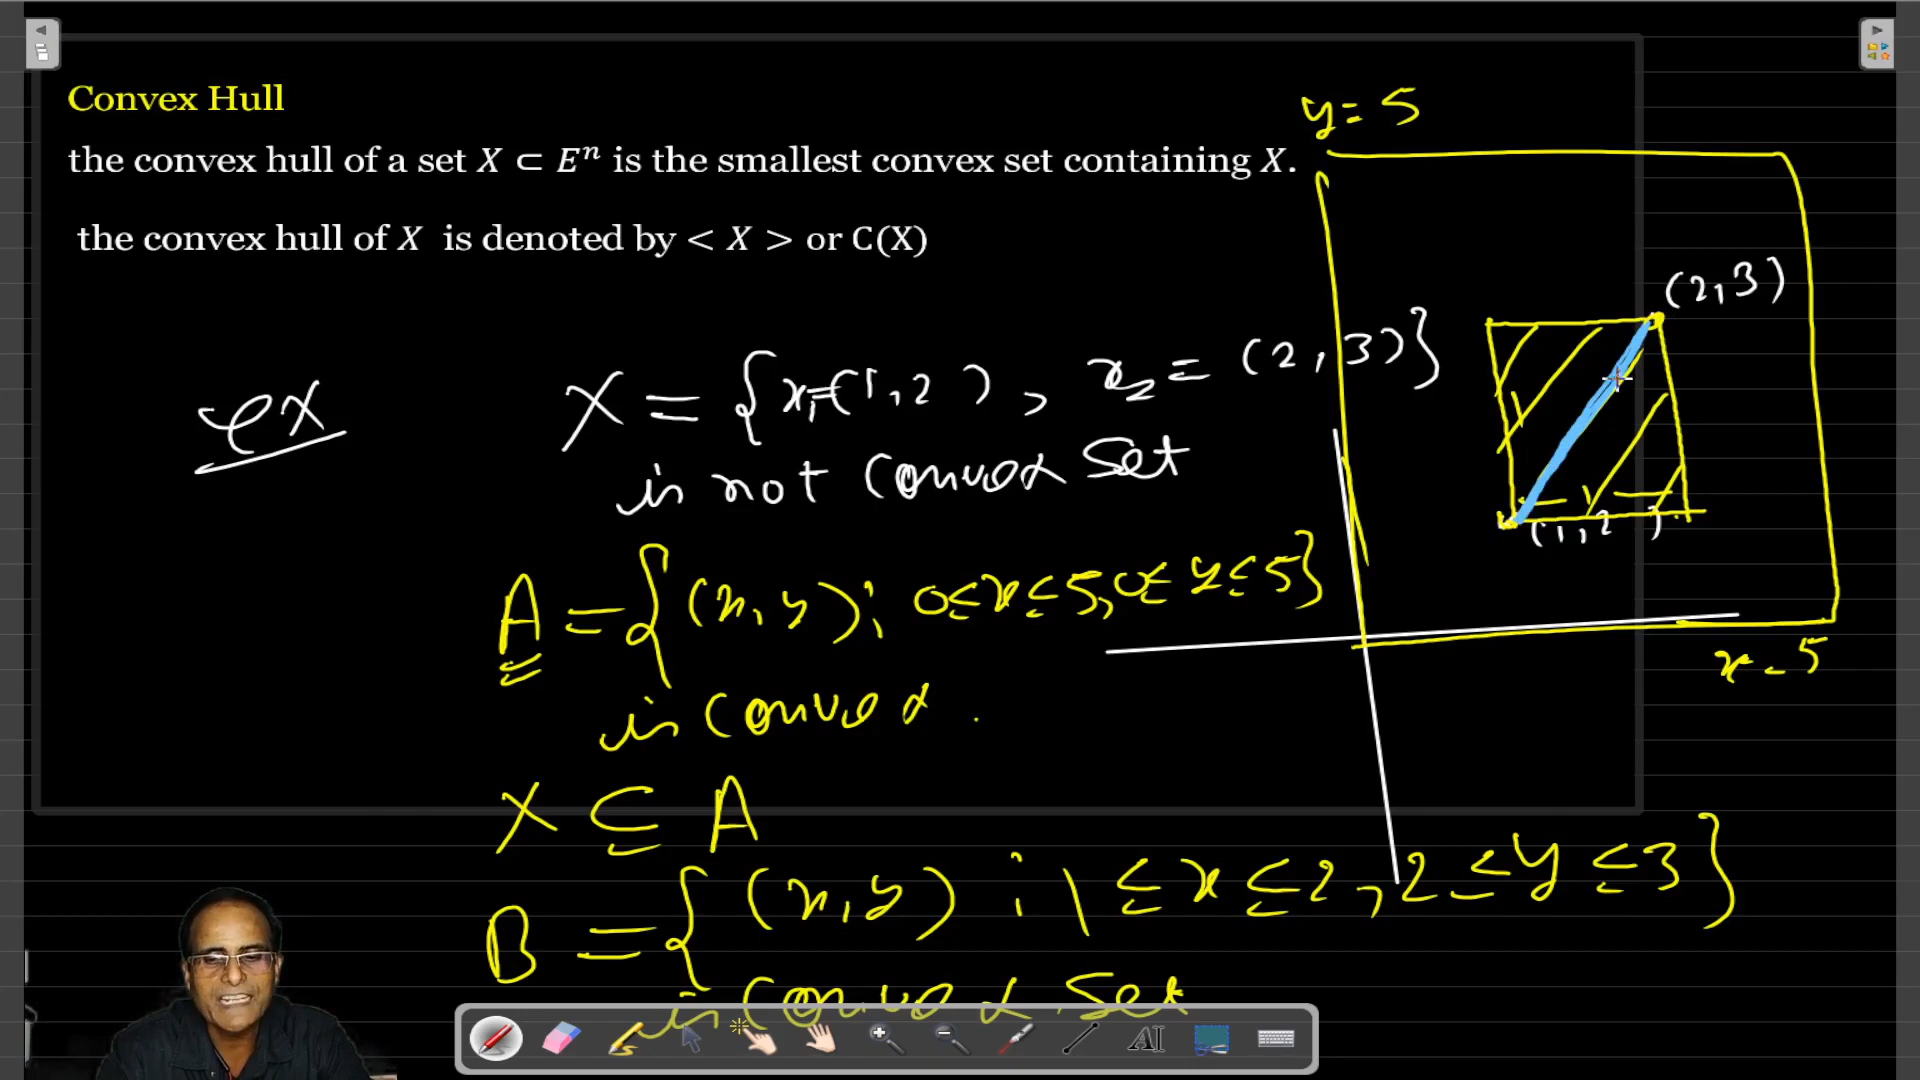 Convex Hull
the convex hull of a set X ⊂ Eⁿ is the smallest convex set containing X.
the convex hull of X is denoted by < X > or C(X)
y = 5
(2,3)
ex
X = {x₁=(1,2), x₂ = (2,3)}
is not Convex Set
(1,2)
A = {(x,y); 0≤x≤5, 0≤y≤5}
x = 5
is Convex.
X ⊆ A
B = {(x,y); 1≤x≤2, 2≤y≤3}
is Convex Set
AI